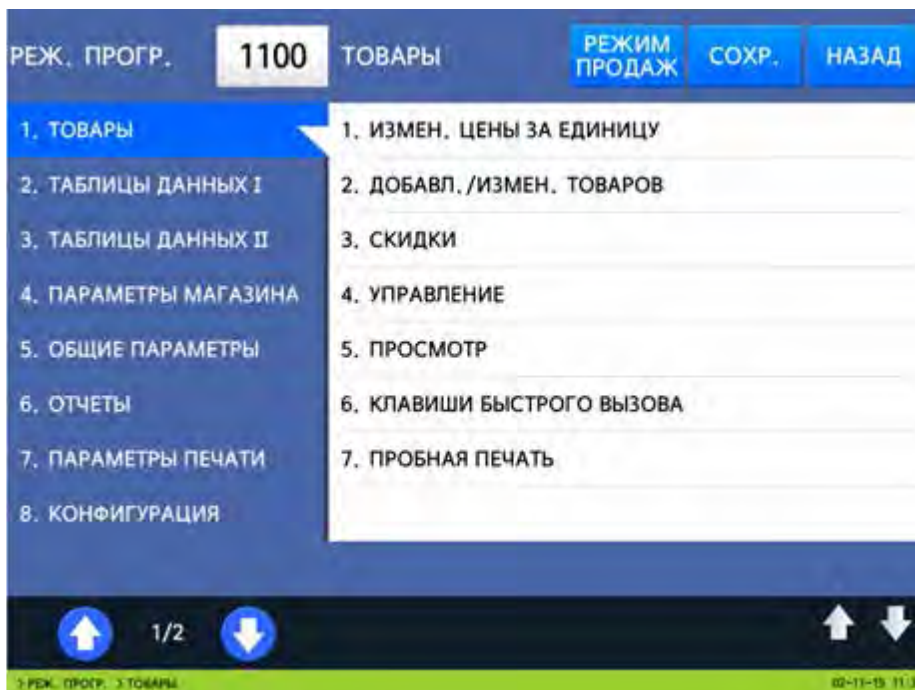 РЕЖ. ПРОГР. 1100 ТОВАРЫ РЕЖИМ ПРОДАЖ СОХР. НАЗАД
1. ТОВАРЫ
2. ТАБЛИЦЫ ДАННЫХ I
3. ТАБЛИЦЫ ДАННЫХ II
4. ПАРАМЕТРЫ МАГАЗИНА
5. ОБЩИЕ ПАРАМЕТРЫ
6. ОТЧЕТЫ
7. ПАРАМЕТРЫ ПЕЧАТИ
8. КОНФИГУРАЦИЯ
1. ИЗМЕН. ЦЕНЫ ЗА ЕДИНИЦУ
2. ДОБАВЛ./ИЗМЕН. ТОВАРОВ
3. СКИДКИ
4. УПРАВЛЕНИЕ
5. ПРОСМОТР
6. КЛАВИШИ БЫСТРОГО ВЫЗОВА
7. ПРОБНАЯ ПЕЧАТЬ
1/2
>РЕЖ. ПРОГР. >ТОВАРЫ 02-11-15